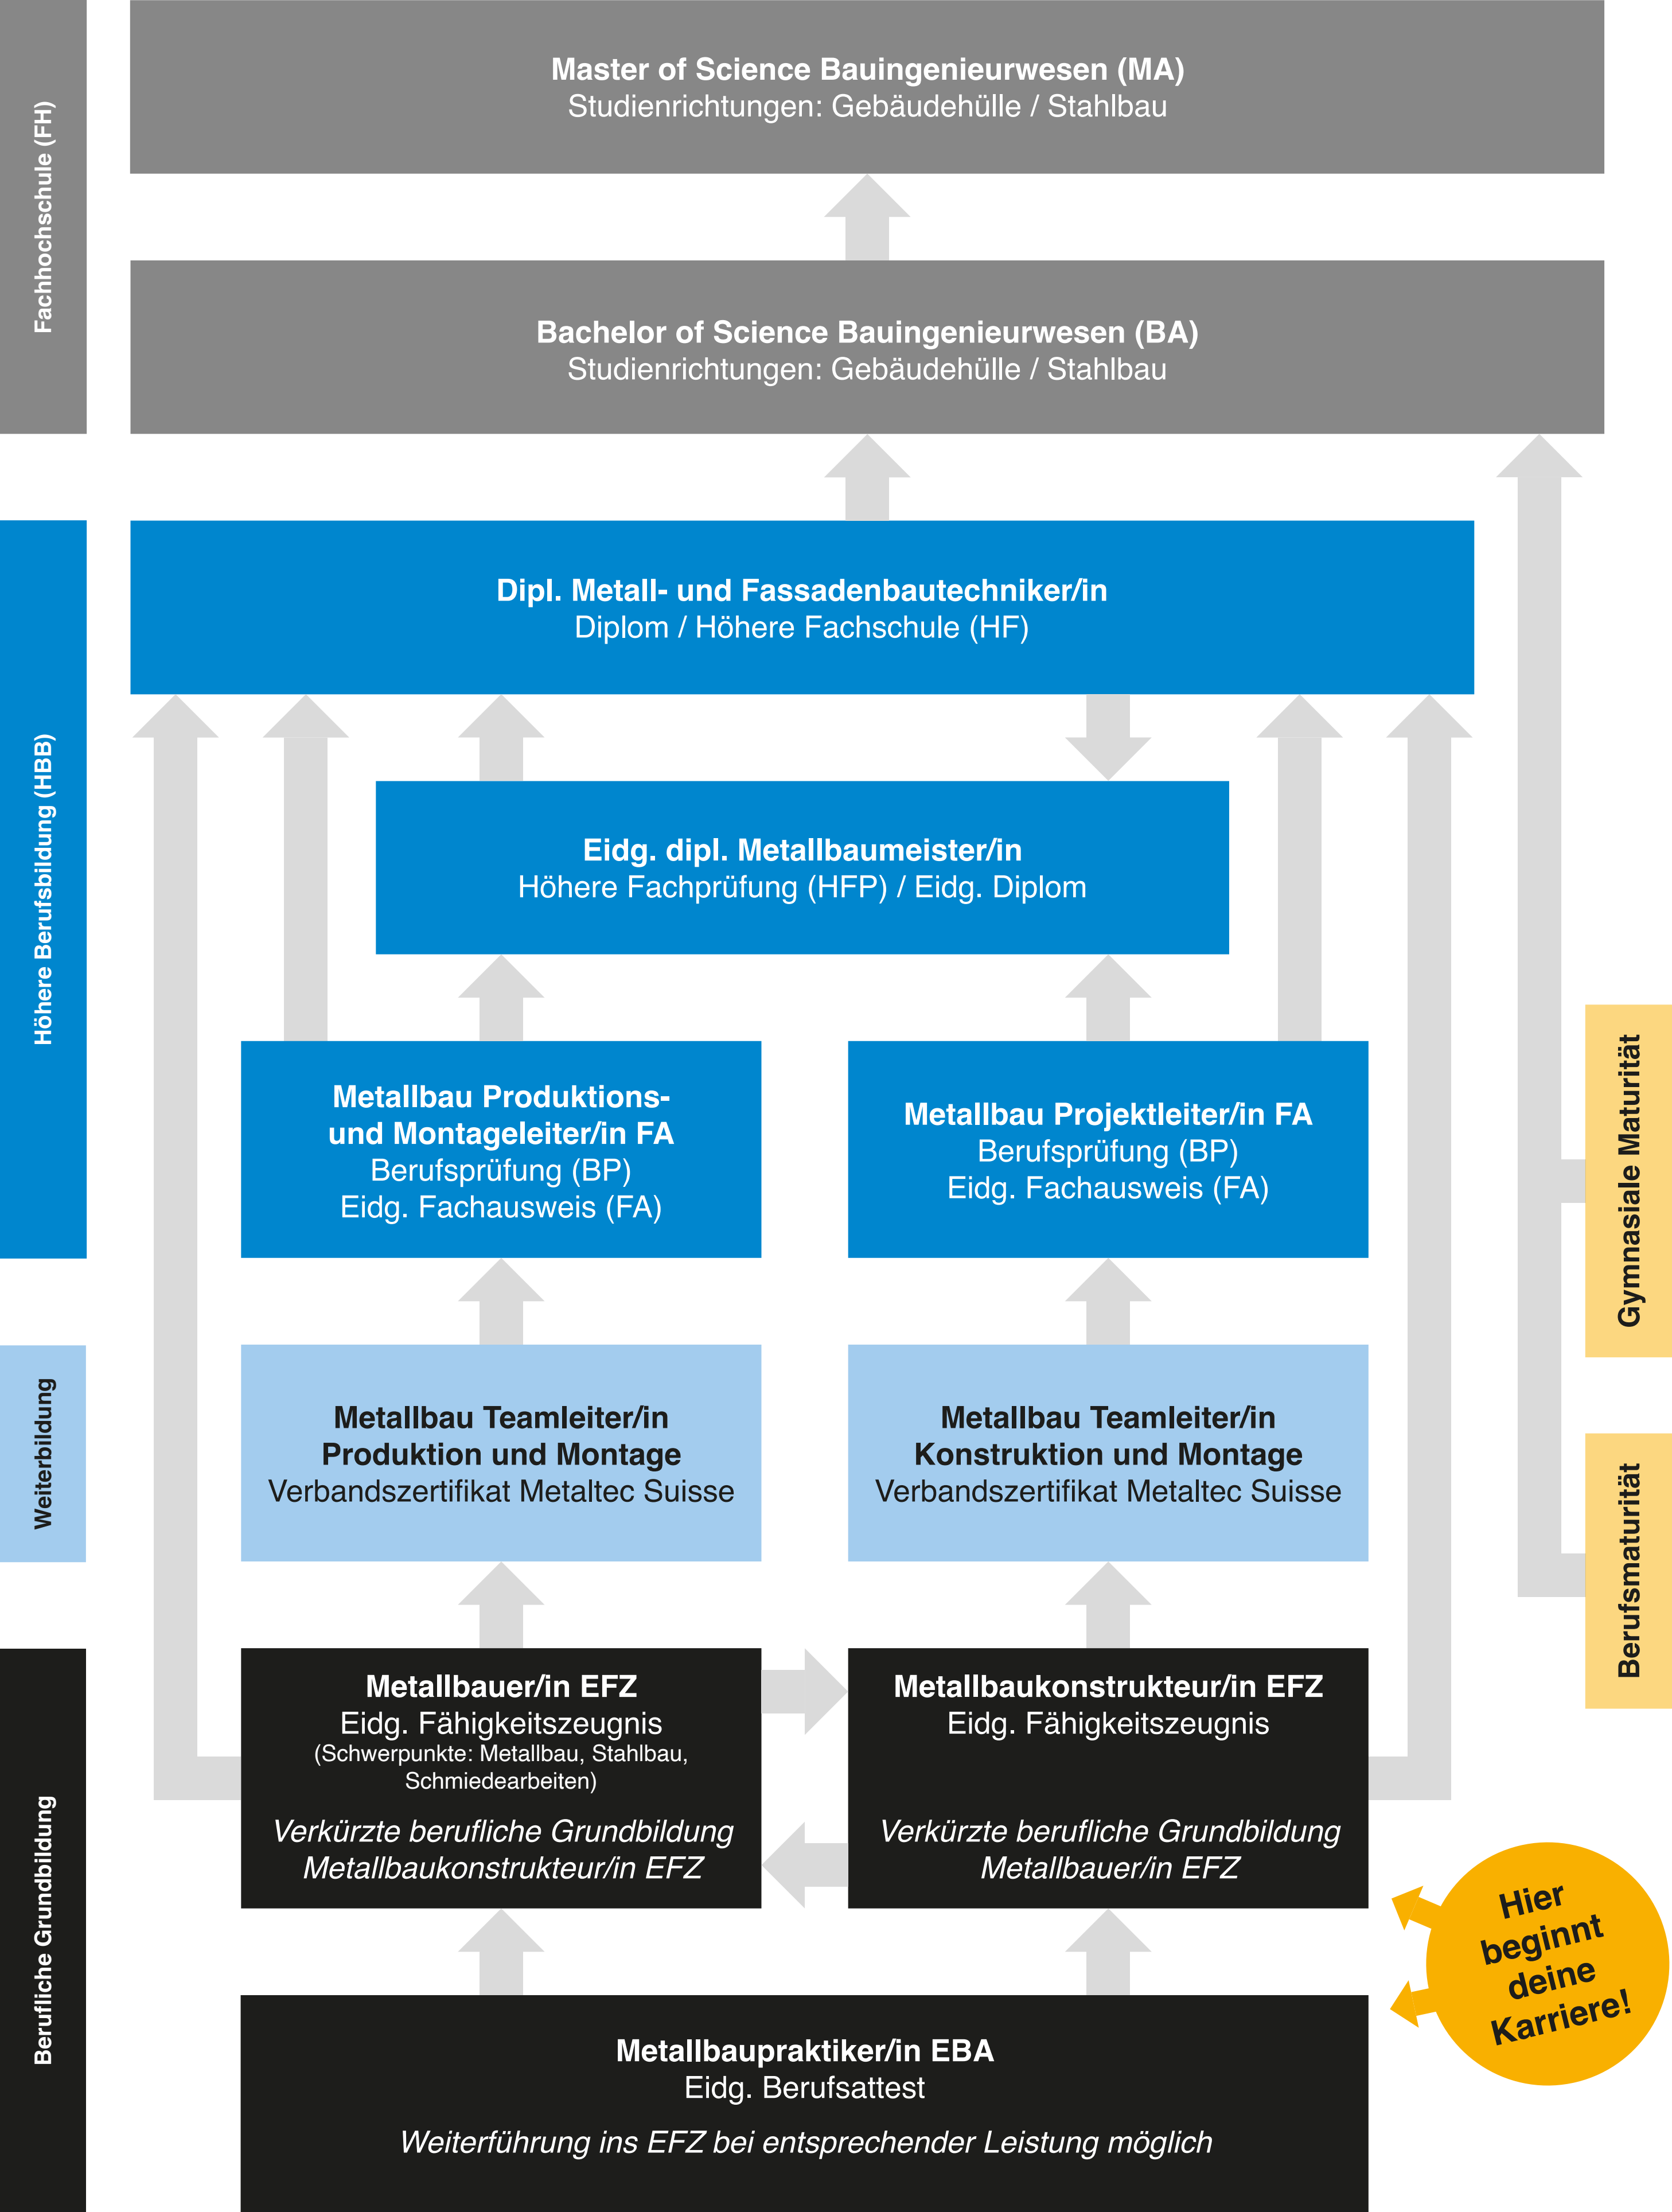 Fachhochschule (FH)
Master of Science Bauingenieurwesen (MA)
Studienrichtungen: Gebäudehülle / Stahlbau
Bachelor of Science Bauingenieurwesen (BA)
Studienrichtungen: Gebäudehülle / Stahlbau
Höhere Berufsbildung (HBB)
Dipl. Metall- und Fassadenbautechniker/in
Diplom / Höhere Fachschule (HF)
Eidg. dipl. Metallbaumeister/in
Höhere Fachprüfung (HFP) / Eidg. Diplom
Metallbau Produktions-
und Montageleiter/in FA
Berufsprüfung (BP)
Eidg. Fachausweis (FA)
Metallbau Projektleiter/in FA
Berufsprüfung (BP)
Eidg. Fachausweis (FA)
Gymnasiale Maturität
Weiterbildung
Metallbau Teamleiter/in
Produktion und Montage
Verbandszertifikat Metaltec Suisse
Metallbau Teamleiter/in
Konstruktion und Montage
Verbandszertifikat Metaltec Suisse
Berufsmaturität
Berufliche Grundbildung
Metallbauer/in EFZ
Eidg. Fähigkeitszeugnis
(Schwerpunkte: Metallbau, Stahlbau,
Schmiedearbeiten)
Verkürzte berufliche Grundbildung
Metallbaukonstrukteur/in EFZ
Metallbaukonstrukteur/in EFZ
Eidg. Fähigkeitszeugnis
Verkürzte berufliche Grundbildung
Metallbauer/in EFZ
Hier
beginnt
deine
Karriere!
Metallbaupraktiker/in EBA
Eidg. Berufsattest
Weiterführung ins EFZ bei entsprechender Leistung möglich